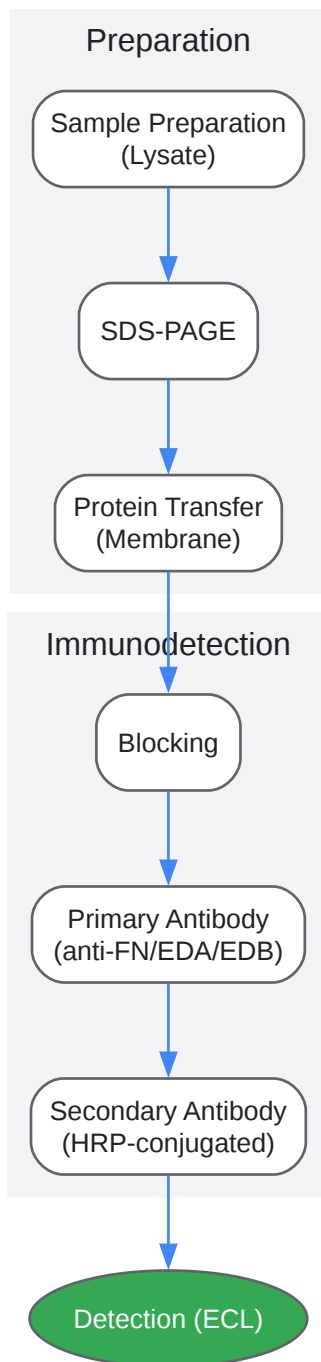 Preparation
Sample Preparation
(Lysate)
SDS-PAGE
Protein Transfer
(Membrane)
Immunodetection
Blocking
Primary Antibody
(anti-FN/EDA/EDB)
Secondary Antibody
(HRP-conjugated)
Detection (ECL)